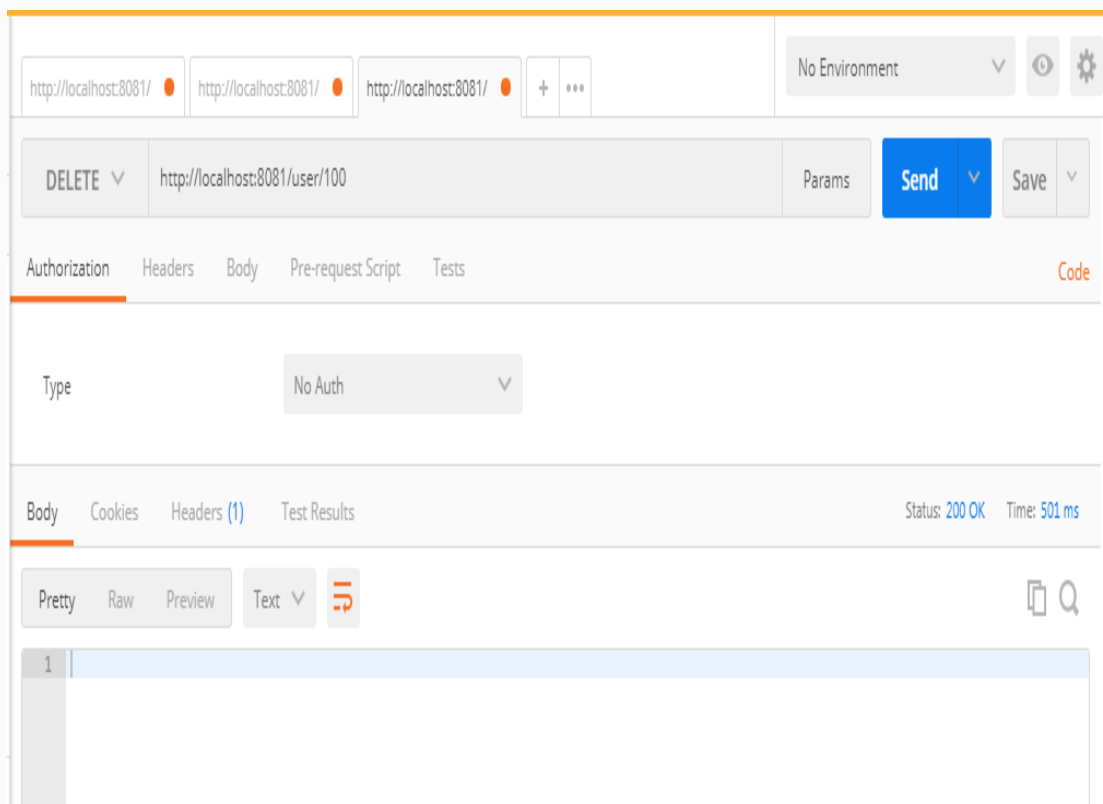 http://localhost:8081/ http://localhost:8081/ http://localhost:8081/ + ••• No Environment
DELETE http://localhost:8081/user/100 Params Send Save
Authorization Headers Body Pre-request Script Tests Code
Type No Auth
Body Cookies Headers (1) Test Results Status: 200 OK Time: 501 ms
Pretty Raw Preview Text
1